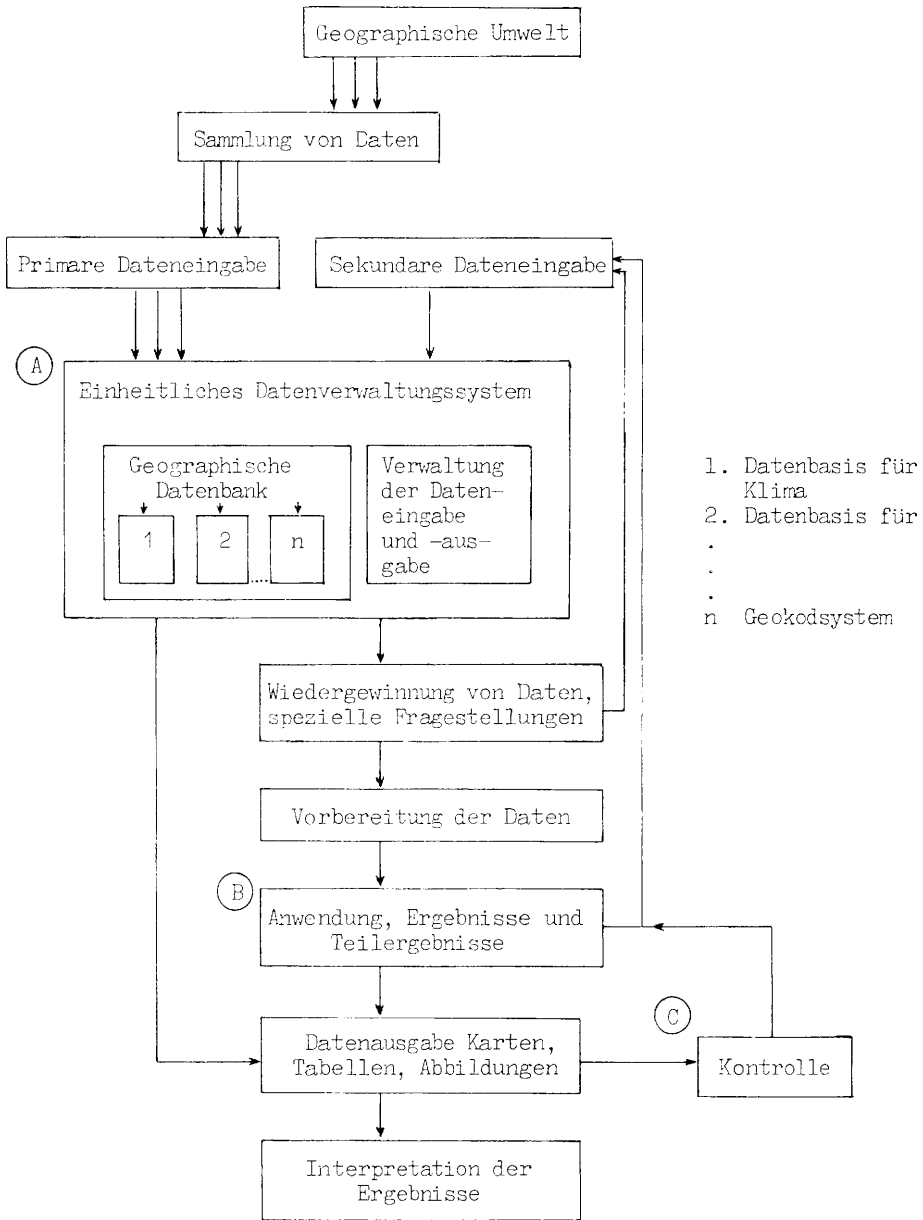 Geographische Umwelt
Sammlung von Daten
Primare Dateneingabe
Sekundare Dateneingabe
A
Einheitliches Datenverwaltungssystem
Geographische
Datenbank
1
2
.....
n
Verwaltung
der Daten-
eingabe
und -aus-
gabe
1. Datenbasis für
Klima
2. Datenbasis für
.
.
.
n Geokodsystem
Wiedergewinnung von Daten,
spezielle Fragestellungen
Vorbereitung der Daten
B
Anwendung, Ergebnisse und
Teilergebnisse
C
Datenausgabe Karten,
Tabellen, Abbildungen
Kontrolle
Interpretation der
Ergebnisse